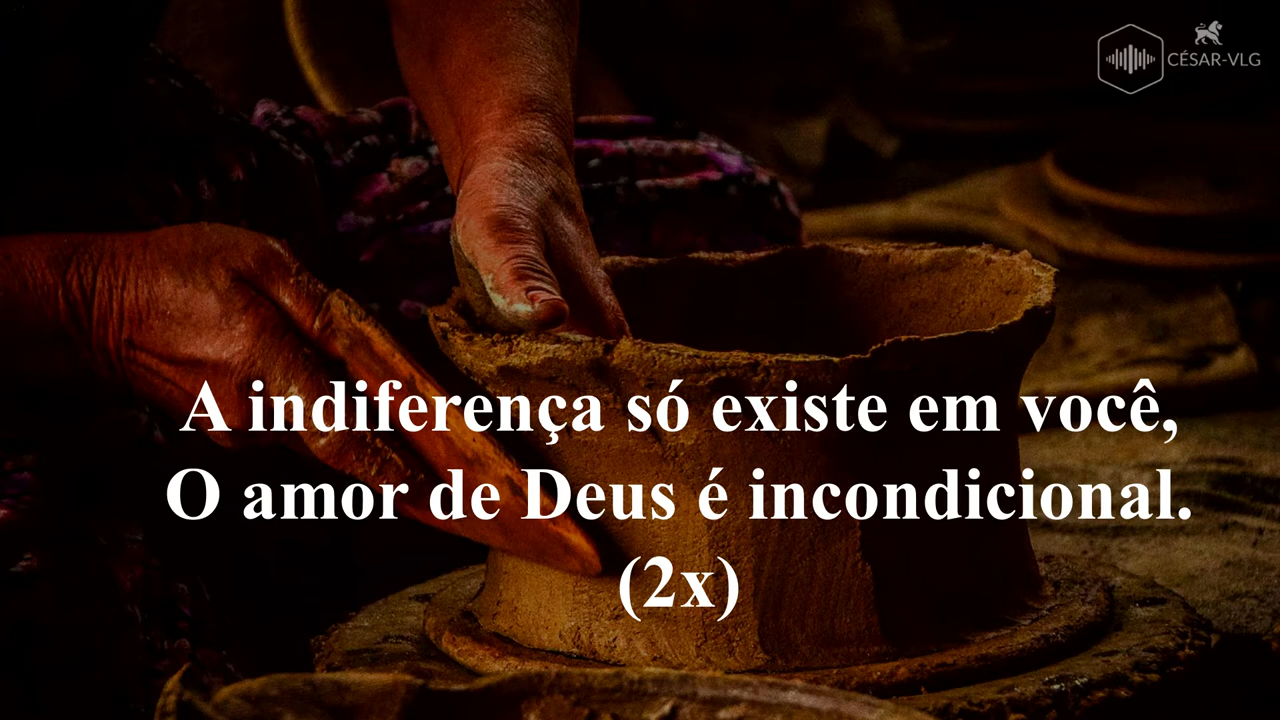 CÉSAR-VLG
A indiferença só existe em você,
O amor de Deus é incondicional.
(2x)